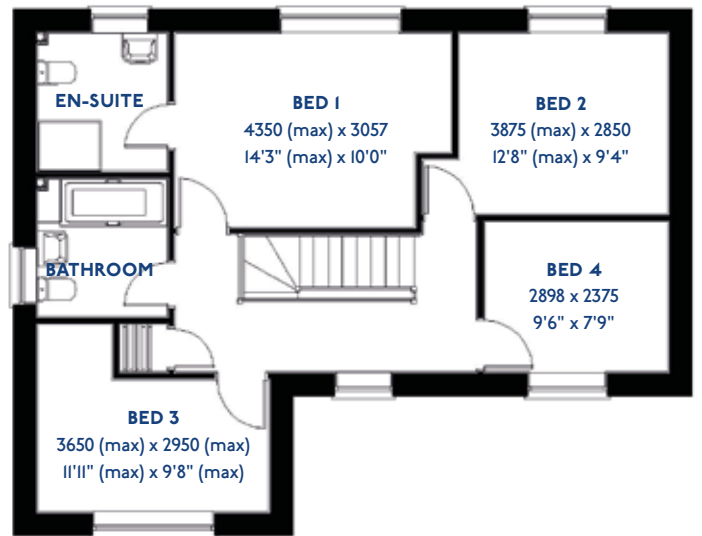 EN-SUITE
BED 1
4350 (max) x 3057
14'3" (max) x 10'0"
BED 2
3875 (max) x 2850
12'8" (max) x 9'4"
BATHROOM
BED 4
2898 x 2375
9'6" x 7'9"
BED 3
3650 (max) x 2950 (max)
11'11" (max) x 9'8" (max)